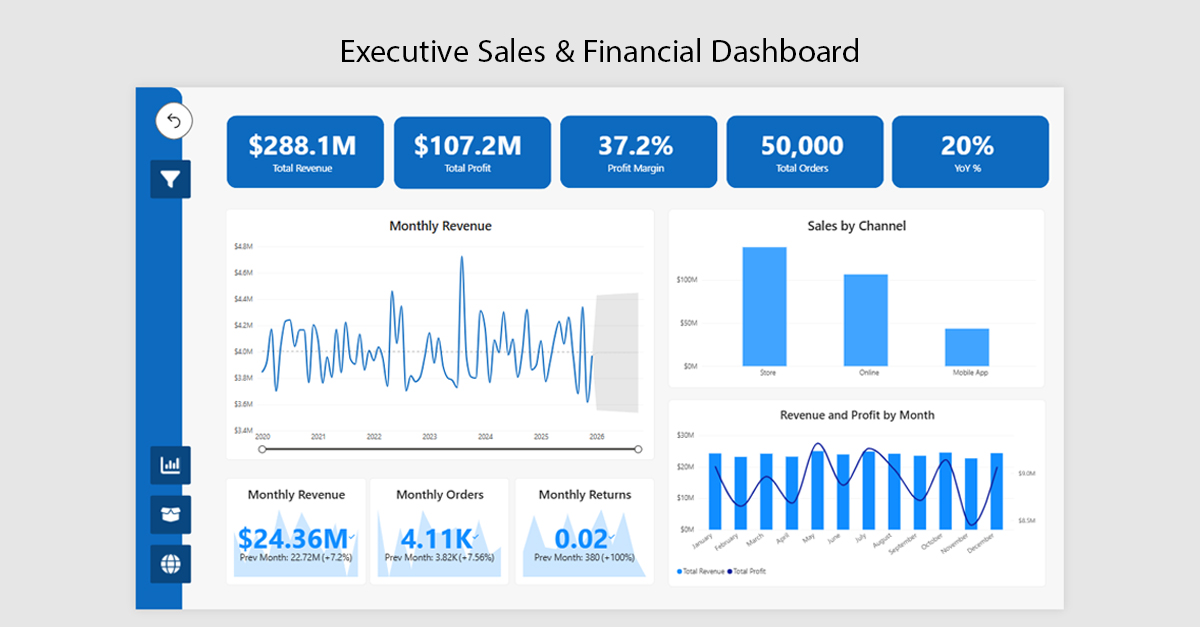 Executive Sales & Financial Dashboard
$288.1M
Total Revenue
$107.2M
Total Profit
37.2%
Profit Margin
50,000
Total Orders
20%
YoY %
Monthly Revenue
$4.8M
$4.6M
$4.4M
$4.2M
$4.0M
$3.8M
$3.6M
$3.4M
2020 2021 2022 2023 2024 2025 2026
Sales by Channel
$100M
$50M
$0M
Store Online Mobile App
Revenue and Profit by Month
$30M
$20M
$10M
$0M
$9.0M
$8.5M
January February March April May June July August September October November December
Total Revenue Total Profit
Monthly Revenue
$24.36M
Prev Month: 22.72M (+7.2%)
Monthly Orders
4.11K
Prev Month: 3.82K (+7.56%)
Monthly Returns
0.02
Prev Month: 380 (+100%)